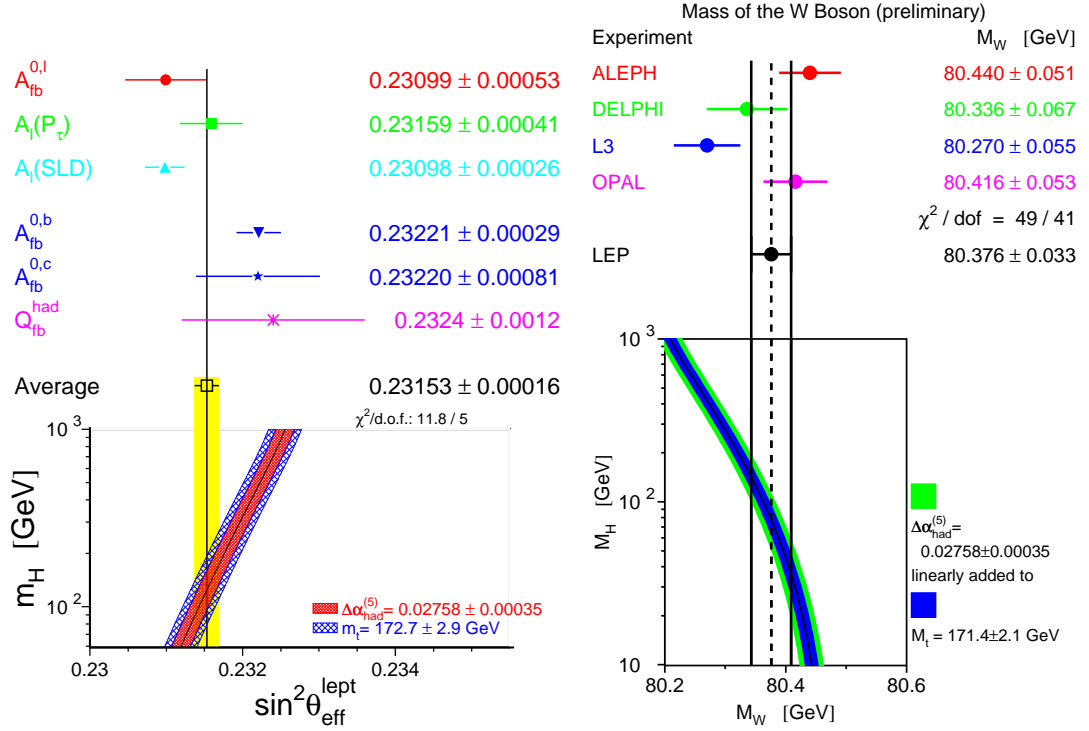 A_fb^0,l 0.23099 ± 0.00053
A_l(P_τ) 0.23159 ± 0.00041
A_l(SLD) 0.23098 ± 0.00026
A_fb^0,b 0.23221 ± 0.00029
A_fb^0,c 0.23220 ± 0.00081
Q_fb^had 0.2324 ± 0.0012
Average 0.23153 ± 0.00016
χ²/d.o.f.: 11.8 / 5
10³
10²
m_H [GeV]
Δα_had^(5)= 0.02758 ± 0.00035
m_t= 172.7 ± 2.9 GeV
0.23 0.232 0.234
sin²θ_eff^lept
Mass of the W Boson (preliminary)
Experiment M_W [GeV]
ALEPH 80.440 ± 0.051
DELPHI 80.336 ± 0.067
L3 80.270 ± 0.055
OPAL 80.416 ± 0.053
χ² / dof = 49 / 41
LEP 80.376 ± 0.033
10³
10²
10
M_H [GeV]
80.2 80.4 80.6
M_W [GeV]
Δα_had^(5)=
0.02758±0.00035
linearly added to
M_t = 171.4±2.1 GeV